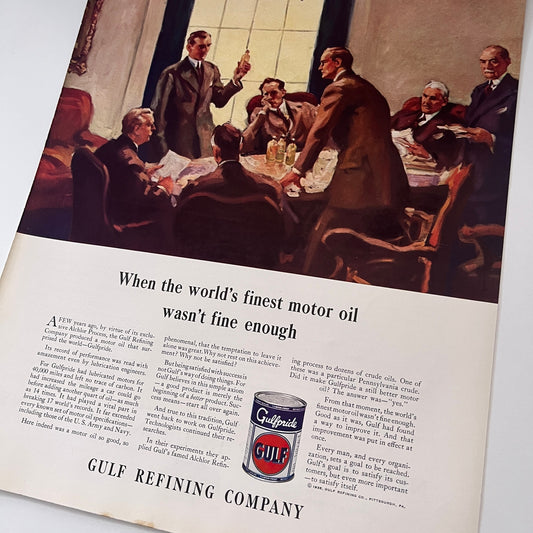 When the world's finest motor oil
wasn't fine enough
A FEW years ago, by virtue of its exclu-
sive Alchlor Process, the Gulf Refining
Company produced a motor oil that sur-
prised the world—Gulfpride.
Its record of performance was read with
amazement even by lubrication engineers.
For Gulfpride had lubricated motors for
60,000 miles and left no trace of carbon. It
had increased the mileage a car could go
before adding another quart of oil—as much
as 14 times. It had played a vital part in
breaking 17 world's records. It far exceeded
every known set of motor oil specifications—
including those of the U. S. Army and Navy.
Here indeed was a motor oil so good, so
phenomenal, that the temptation to leave it
alone was great. Why not rest on this achieve-
ment? Why not be satisfied?
But being satisfied with success is
not Gulf's way of doing things. For
Gulf believes in this simple axiom
—a good product is merely the
beginning of a better product. Suc-
cess means—start all over again.
And true to this condition, Gulf
went back to work on Gulfpride.
Technologists continued their re-
searches.
In their experiments they ap-
plied Gulf's famed Alchlor Refin-
ing process to dozens of crude oils. One of
these was a particular Pennsylvania crude.
Did it make Gulfpride a still better motor
oil? The answer was—"yes."
From that moment, the world's
finest motor oil wasn't fine enough.
Good as it was, Gulf had found
a way to improve it. And that
improvement was put in effect at
once.
Every man, and every organi-
zation, sets a goal to be reached.
Gulf's goal is to satisfy its cus-
tomers, but even more important
—to satisfy itself.
© 1936, GULF REFINING CO., PITTSBURGH, PA.
Gulfpride
GULF
GULF REFINING COMPANY